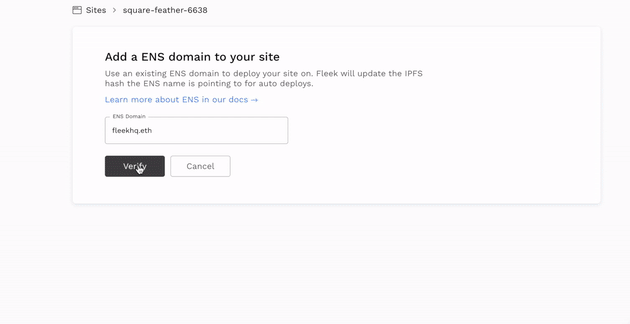 Sites > square-feather-6638
Add a ENS domain to your site
Use an existing ENS domain to deploy your site on. Fleek will update the IPFS
hash the ENS name is pointing to for auto deploys.
Learn more about ENS in our docs →
ENS Domain
fleekhq.eth
Verify Cancel